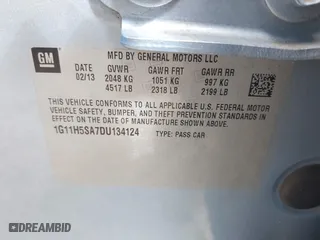 GM
MFD BY GENERAL MOTORS LLC
DATE GVWR GAWR FRT GAWR RR
02/13 2048 KG 1051 KG 997 KG
4517 LB 2318 LB 2199 LB
THIS VEHICLE CONFORMS TO ALL APPLICABLE U.S. FEDERAL MOTOR
VEHICLE SAFETY, BUMPER, AND THEFT PREVENTION STANDARDS
IN EFFECT ON THE DATE OF MANUFACTURE SHOWN ABOVE.
1G11H5SA7DU134124 TYPE: PASS CAR
DREAMBID